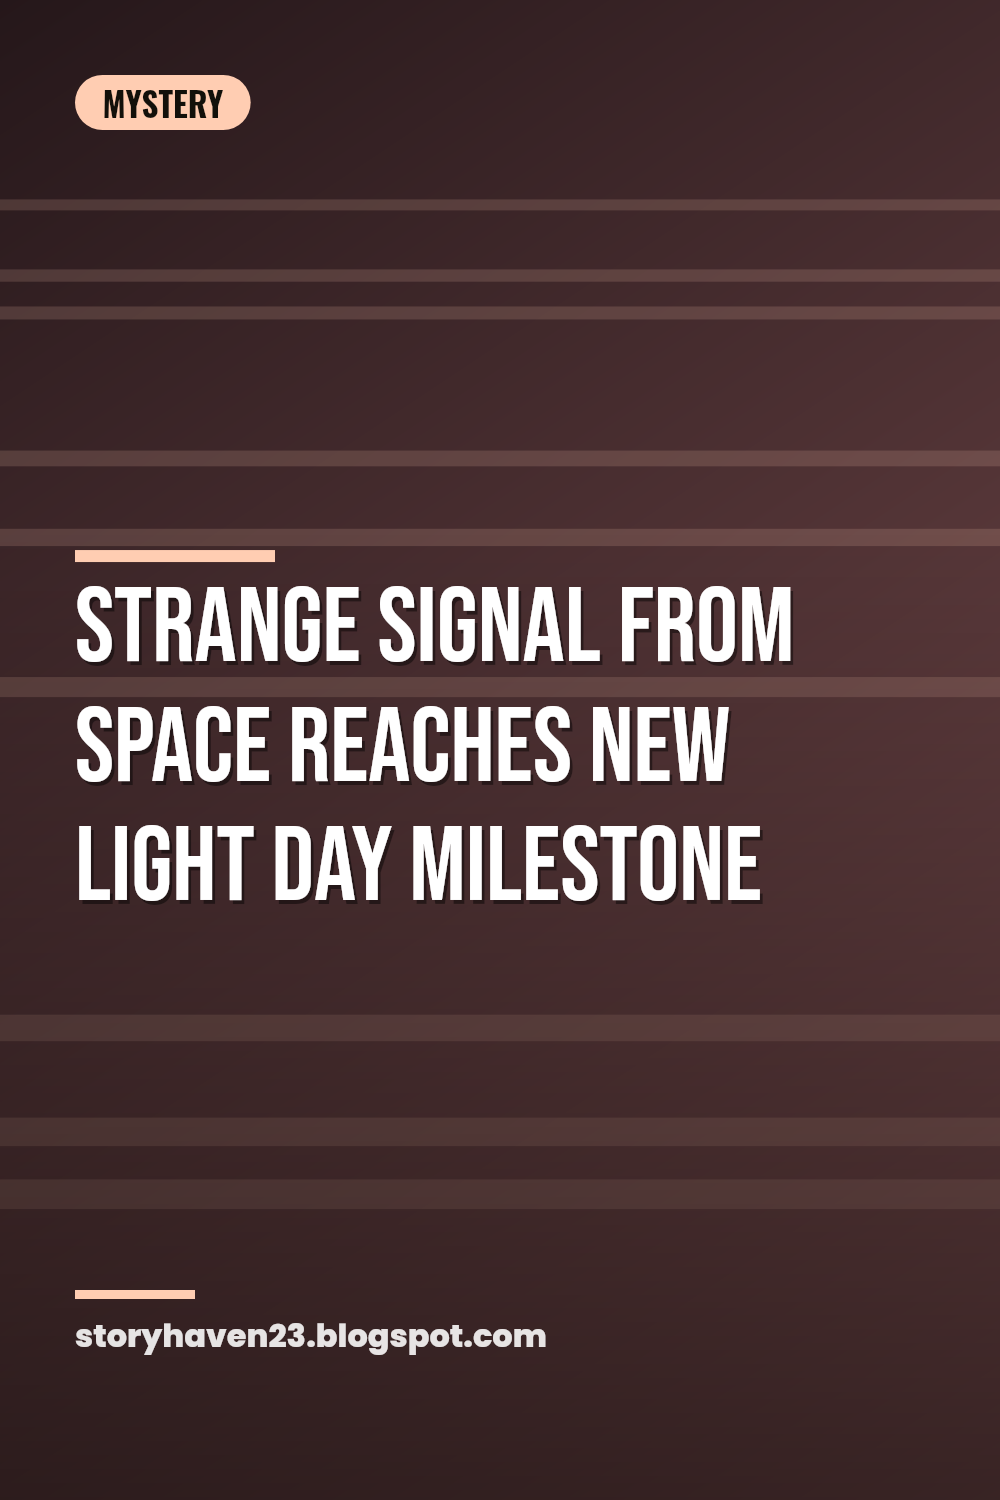 MYSTERY
STRANGE SIGNAL FROM
SPACE REACHES NEW
LIGHT DAY MILESTONE
storyhaven23.blogspot.com